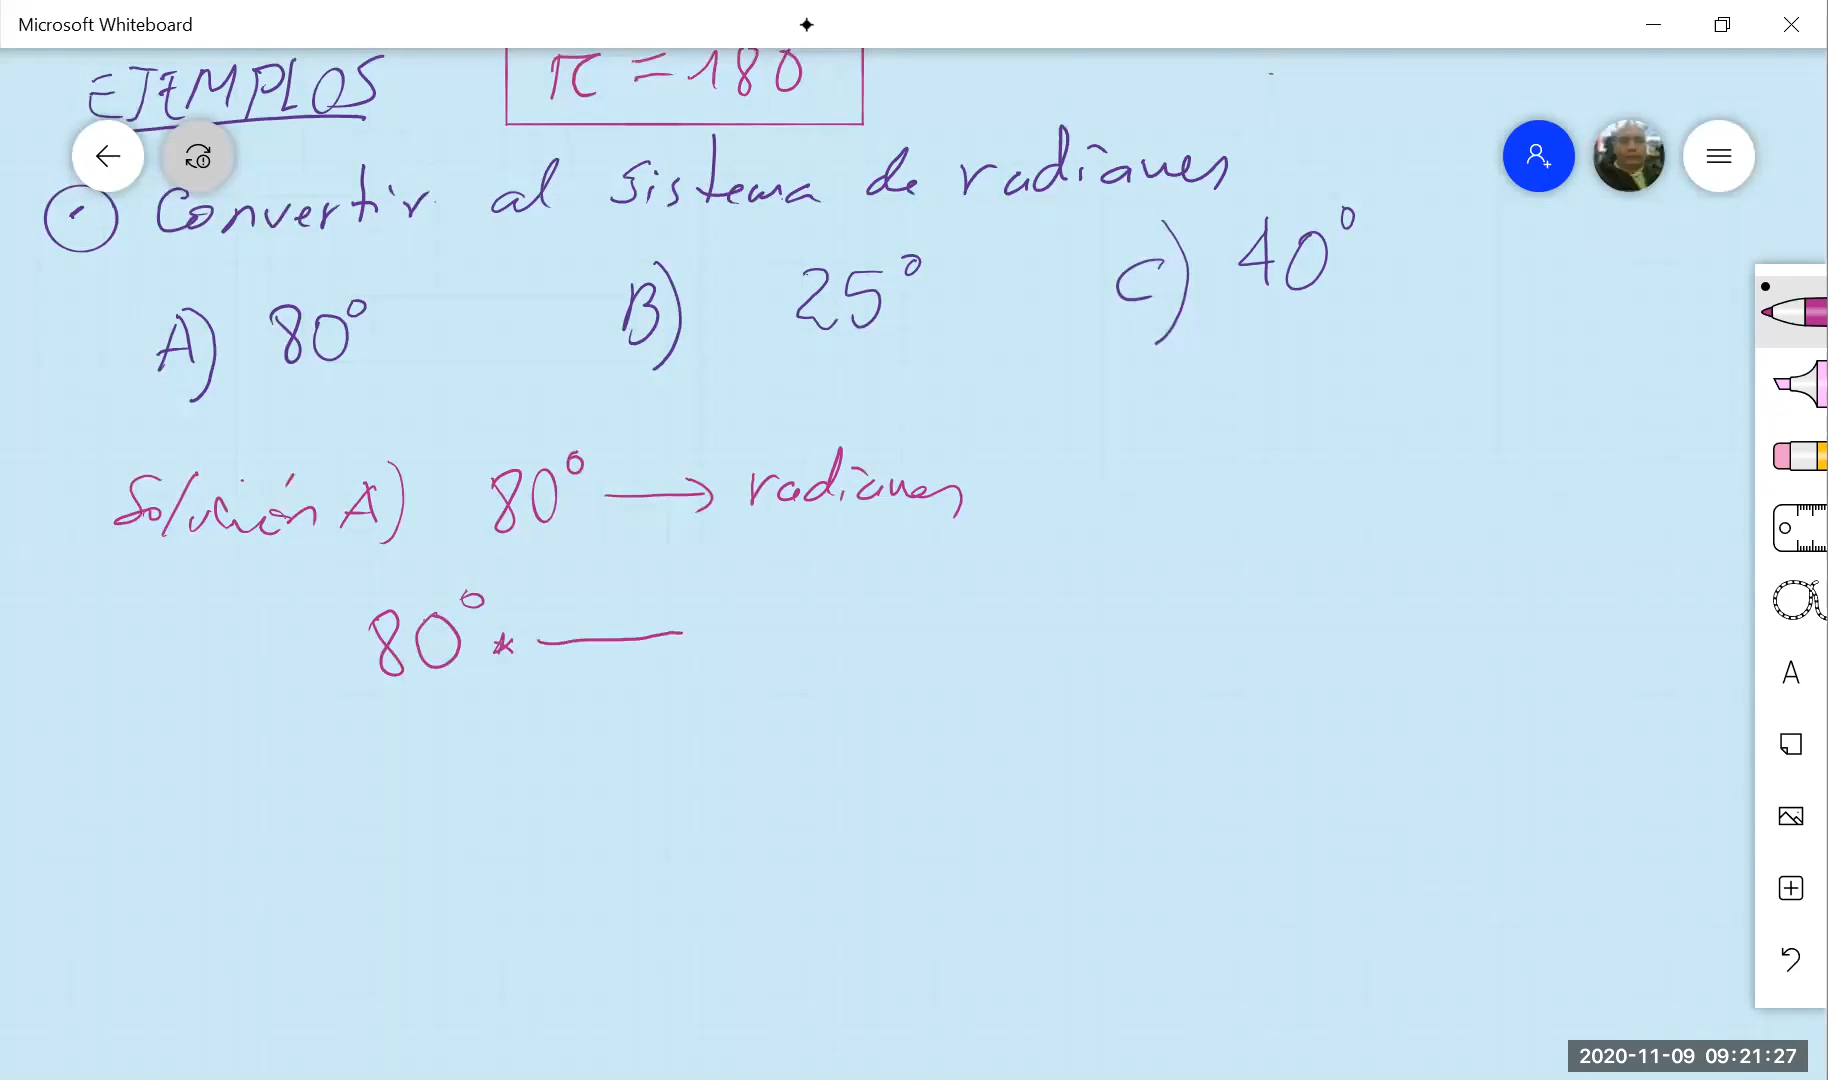 Microsoft Whiteboard
EJEMPLOS
π = 180
Convertir al sistema de radianes
A) 80° B) 25° C) 40°
Solución A) 80° → radianes
80° *
A
2020-11-09 09:21:27